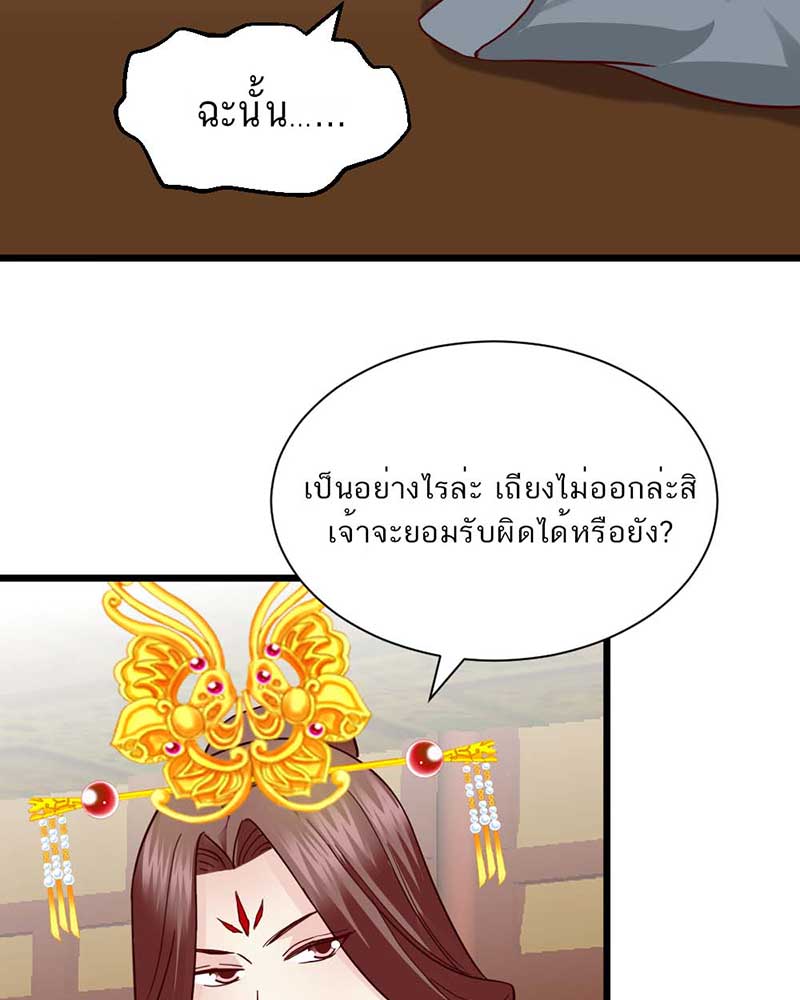 ฉะนั้น......
เป็นอย่างไรล่ะ เถียงไม่ออกล่ะสิ
เจ้าจะยอมรับผิดได้หรือยัง?